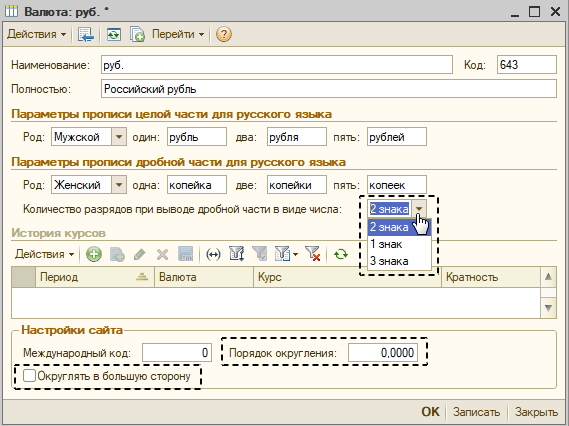 Валюта: руб. *
Действия Перейти ?
Наименование: руб. Код: 643
Полностью: Российский рубль
Параметры прописи целой части для русского языка
Род: Мужской один: рубль два: рубля пять: рублей
Параметры прописи дробной части для русского языка
Род: Женский одна: копейка две: копейки пять: копеек
Количество разрядов при выводе дробной части в виде числа: 2 знака
2 знака
1 знак
3 знака
История курсов
Действия
Период Валюта Курс Кратность
Настройки сайта
Международный код: 0 Порядок округления: 0,0000
Округлять в большую сторону
OK Записать Закрыть